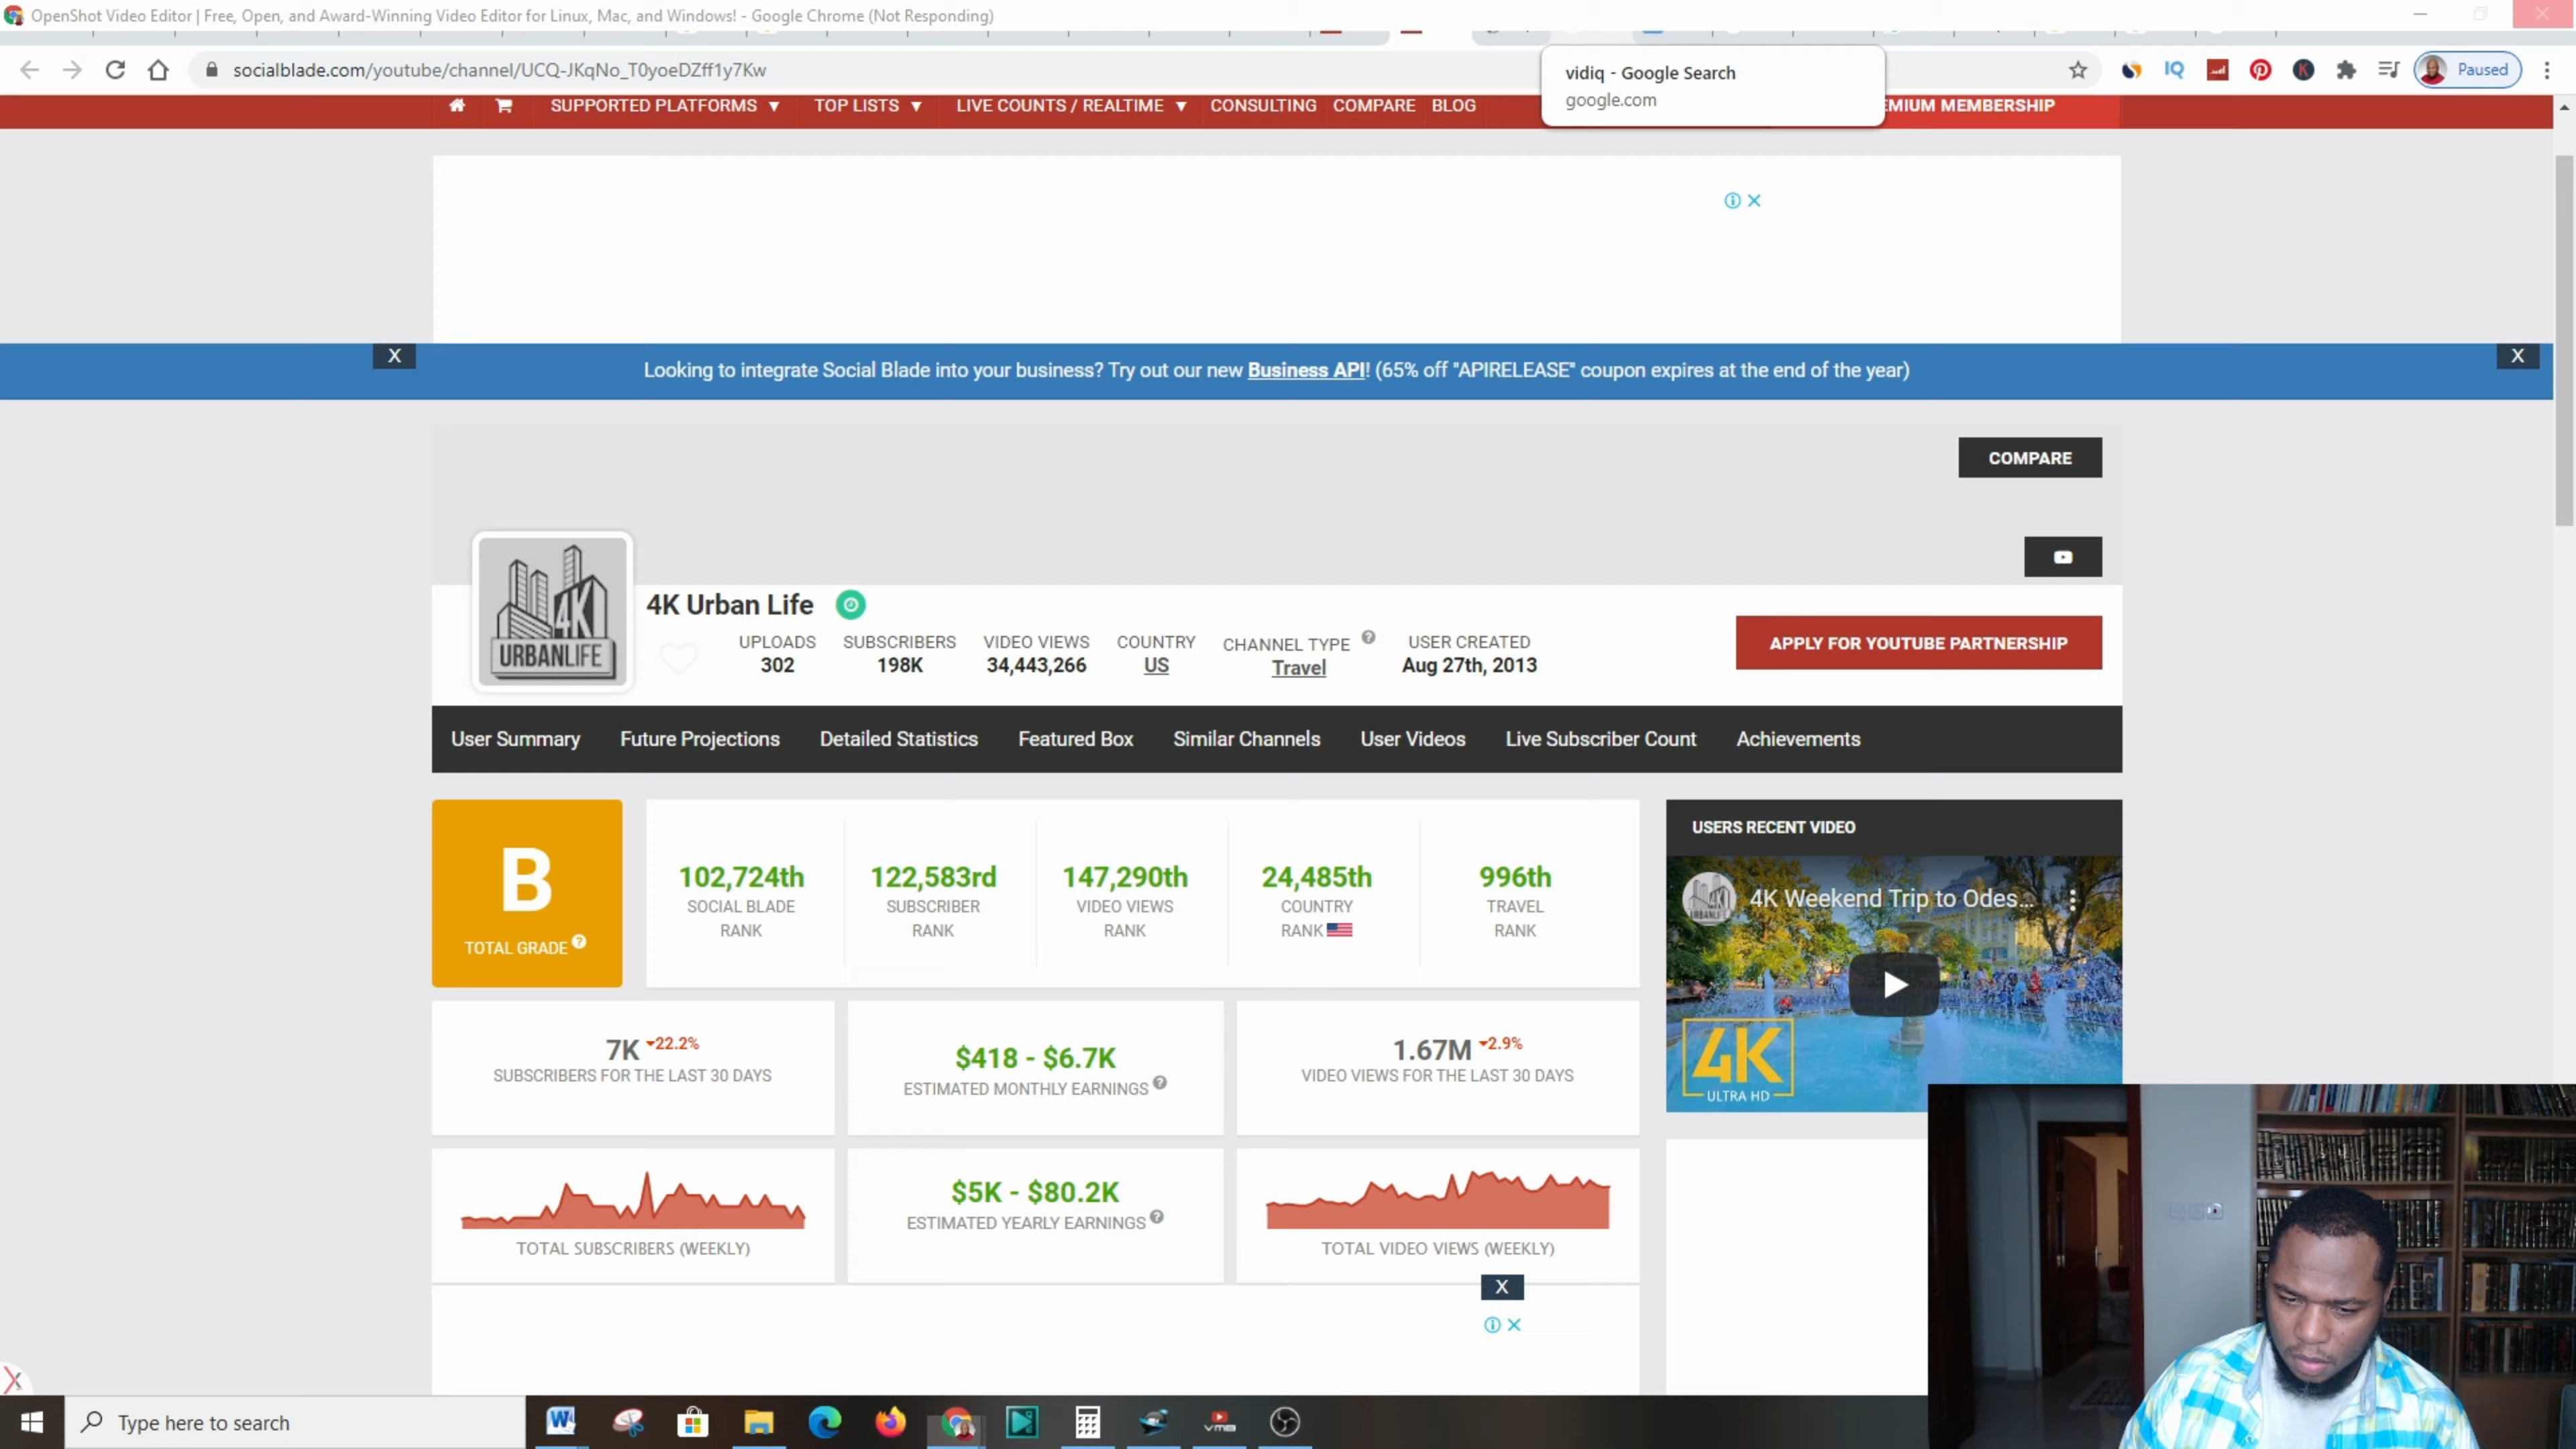 OpenShot Video Editor | Free, Open, and Award-Winning Video Editor for Linux, Mac, and Windows! - Google Chrome (Not Responding)
socialblade.com/youtube/channel/UCQ-JKqNo_T0yoeDZff1y7Kw
vidiq - Google Search
google.com
IQ
K
Paused
SUPPORTED PLATFORMS ▼ TOP LISTS ▼ LIVE COUNTS / REALTIME ▼ CONSULTING COMPARE BLOG EMIUM MEMBERSHIP
X
Looking to integrate Social Blade into your business? Try out our new Business API! (65% off "APIRELEASE" coupon expires at the end of the year)
X
COMPARE
4K
URBANLIFE
4K Urban Life
UPLOADS SUBSCRIBERS VIDEO VIEWS COUNTRY CHANNEL TYPE USER CREATED
302 198K 34,443,266 US Travel Aug 27th, 2013
APPLY FOR YOUTUBE PARTNERSHIP
User Summary Future Projections Detailed Statistics Featured Box Similar Channels User Videos Live Subscriber Count Achievements
B
TOTAL GRADE
102,724th 122,583rd 147,290th 24,485th 996th
SOCIAL BLADE SUBSCRIBER VIDEO VIEWS COUNTRY TRAVEL
RANK RANK RANK RANK RANK
USERS RECENT VIDEO
4K Weekend Trip to Odes...
4K
ULTRA HD
7K 22.2%
SUBSCRIBERS FOR THE LAST 30 DAYS
$418 - $6.7K
ESTIMATED MONTHLY EARNINGS
1.67M 2.9%
VIDEO VIEWS FOR THE LAST 30 DAYS
TOTAL SUBSCRIBERS (WEEKLY)
$5K - $80.2K
ESTIMATED YEARLY EARNINGS
TOTAL VIDEO VIEWS (WEEKLY)
X
Type here to search
W
VMB